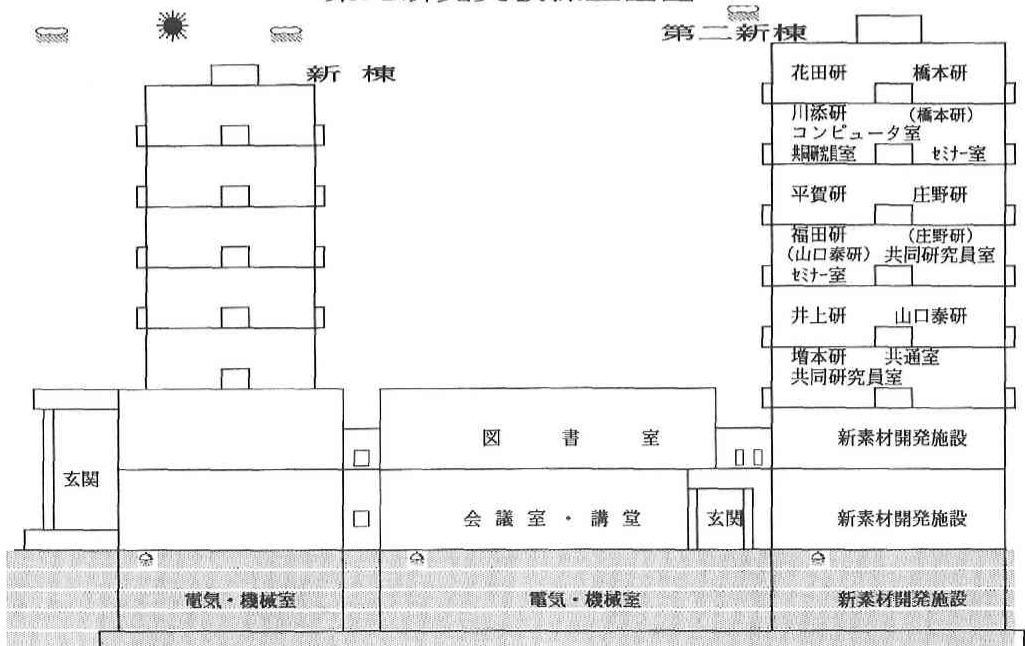 第二新棟
新 棟
花田研 橋本研
川添研 (橋本研)
コンピュータ室
共同研究員室 セミナー室
平賀研 庄野研
福田研 (庄野研)
(山口泰研) 共同研究員室
セミナー室
井上研 山口泰研
増本研 共通室
共同研究員室
図 書 室
新素材開発施設
玄関
会議室・講堂
玄関
新素材開発施設
電気・機械室
電気・機械室
新素材開発施設